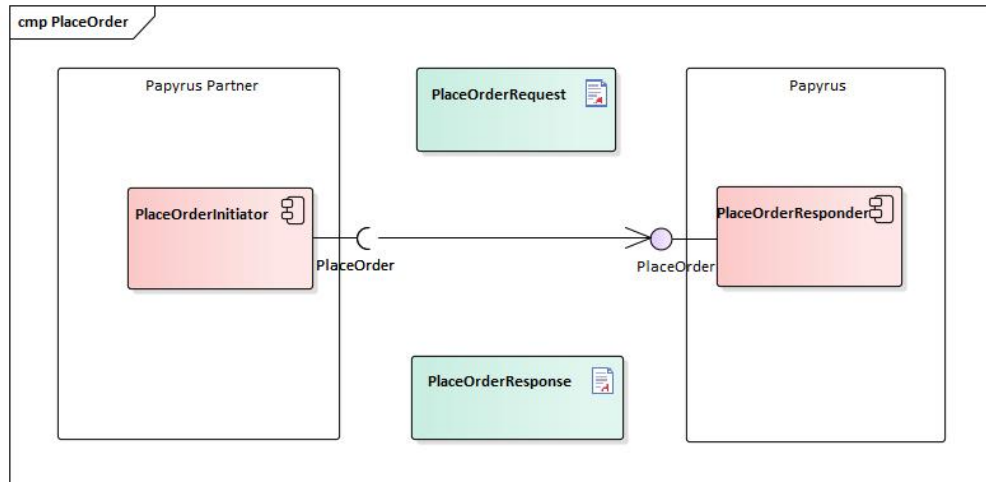 cmp PlaceOrder
Papyrus Partner
PlaceOrderRequest
Papyrus
PlaceOrderInitiator
PlaceOrderResponder
PlaceOrder
PlaceOrder
PlaceOrderResponse